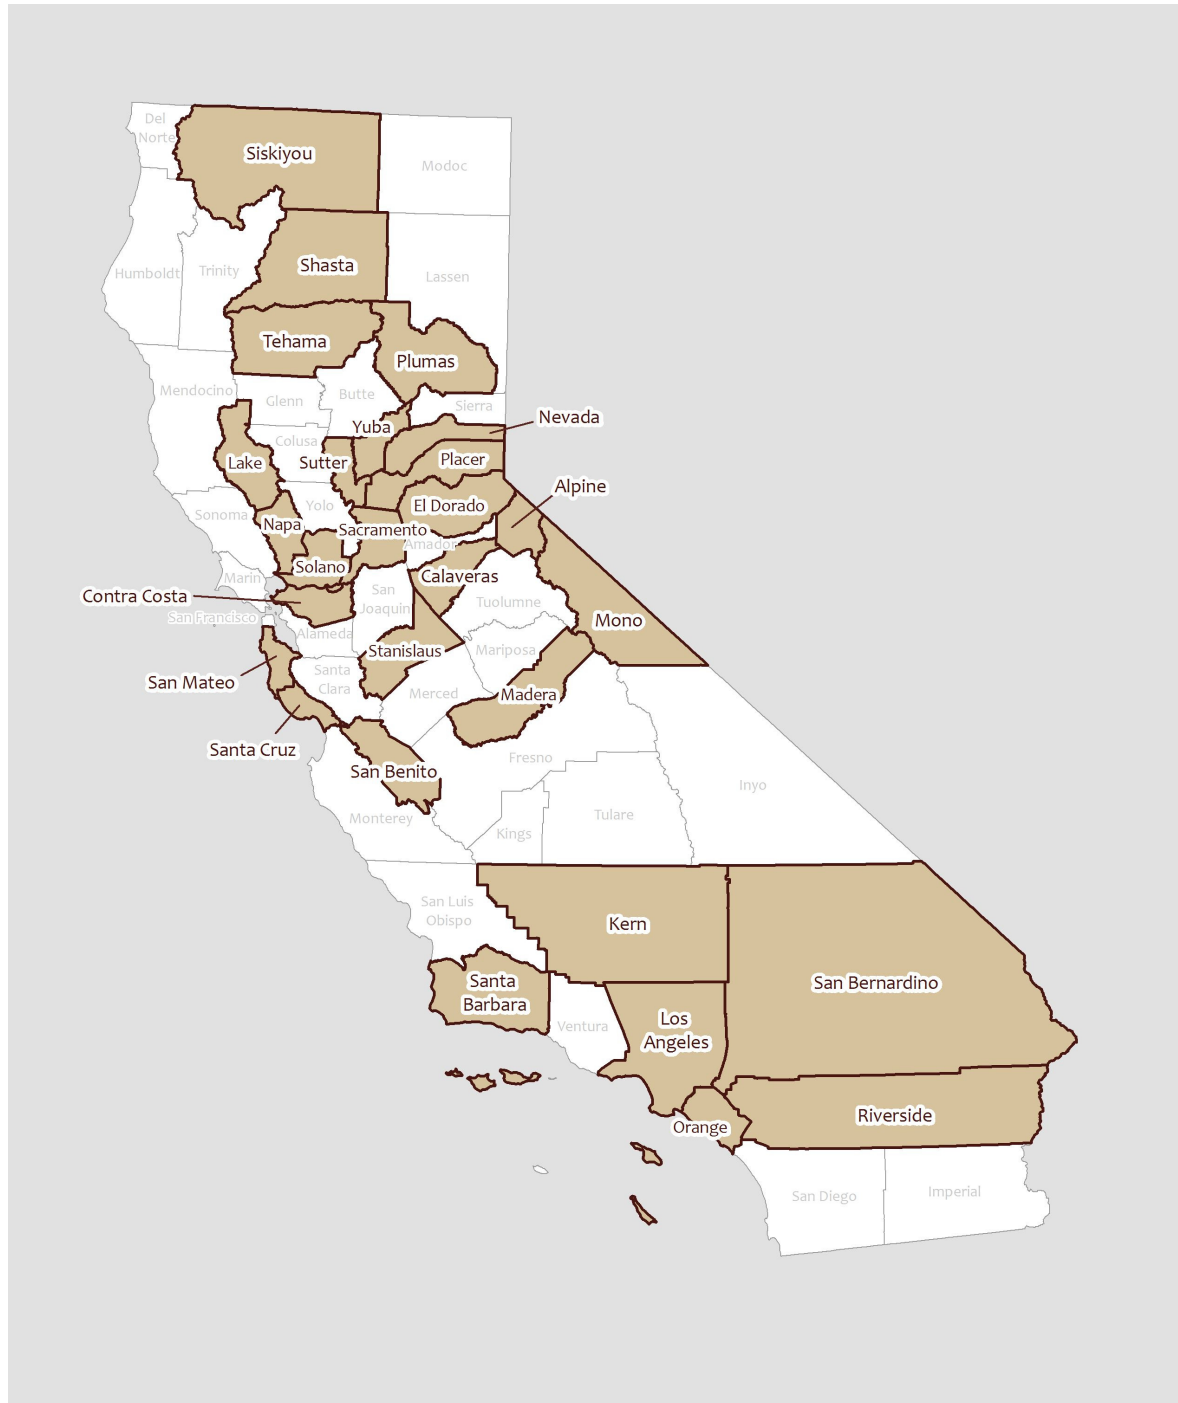 Del
Norte
Siskiyou
Modoc
Humboldt
Trinity
Shasta
Lassen
Tehama
Plumas
Mendocino
Glenn
Butte
Sierra
Nevada
Yuba
Colusa
Lake
Sutter
Placer
Alpine
Sonoma
Yolo
El Dorado
Napa
Sacramento
Amador
Marin
Solano
Calaveras
Contra Costa
San
Joaquin
Tuolumne
San Francisco
Mono
Alameda
Stanislaus
Mariposa
San Mateo
Santa
Clara
Merced
Madera
Santa Cruz
Fresno
San Benito
Inyo
Monterey
Kings
Tulare
San Luis
Obispo
Kern
Santa
Barbara
San Bernardino
Ventura
Los
Angeles
Orange
Riverside
San Diego
Imperial